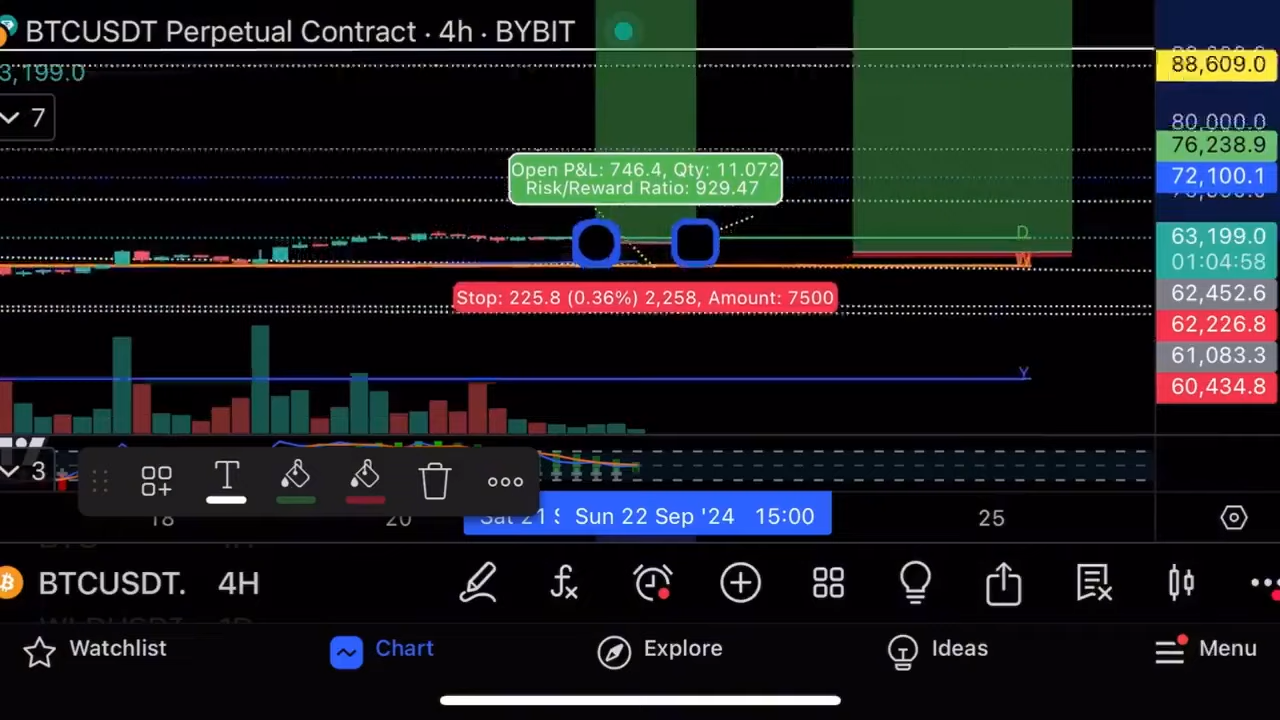 BTCUSDT Perpetual Contract · 4h · BYBIT
3,199.0
7
88,609.0
80,000.0
76,238.9
72,100.1
Open P&L: 746.4, Qty: 11.072
Risk/Reward Ratio: 929.47
D
63,199.0
01:04:58
W
Stop: 225.8 (0.36%) 2,258, Amount: 7500
62,452.6
62,226.8
61,083.3
60,434.8
Y
3
T
18
20
Sat 21 S
Sun 22 Sep '24 15:00
25
BTCUSDT. 4H
Watchlist
Chart
Explore
Ideas
Menu